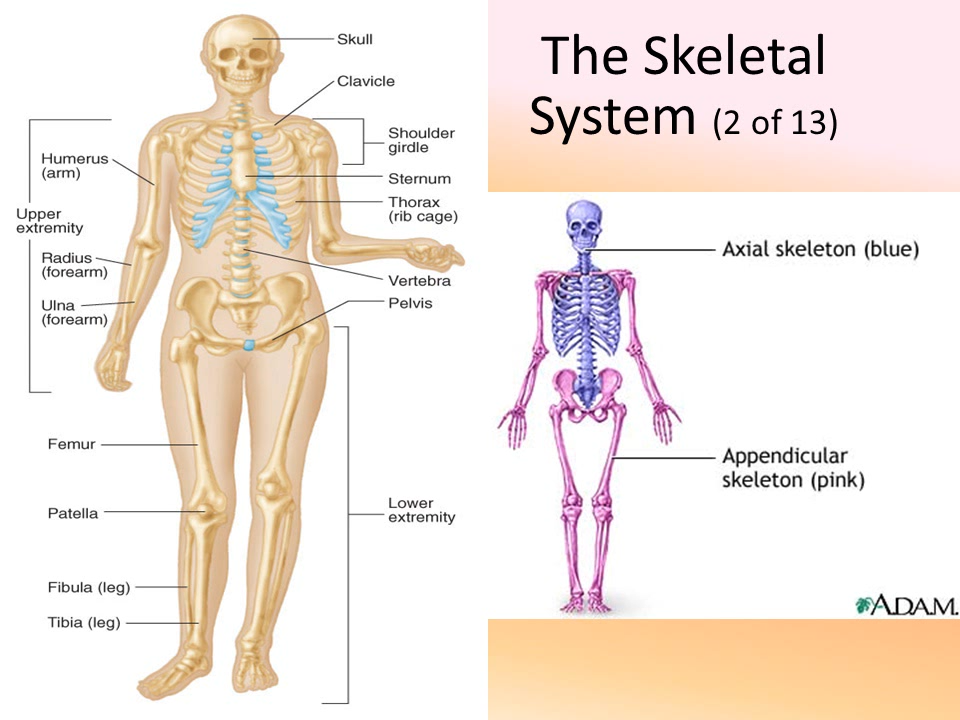 Skull
Clavicle
Shoulder
girdle
Humerus
(arm)
Sternum
Thorax
(rib cage)
Upper
extremity
Radius
(forearm)
Vertebra
Ulna
(forearm)
Pelvis
Femur
Patella
Lower
extremity
Fibula (leg)
Tibia (leg)
The Skeletal
System (2 of 13)
Axial skeleton (blue)
Appendicular
skeleton (pink)
A.D.A.M.